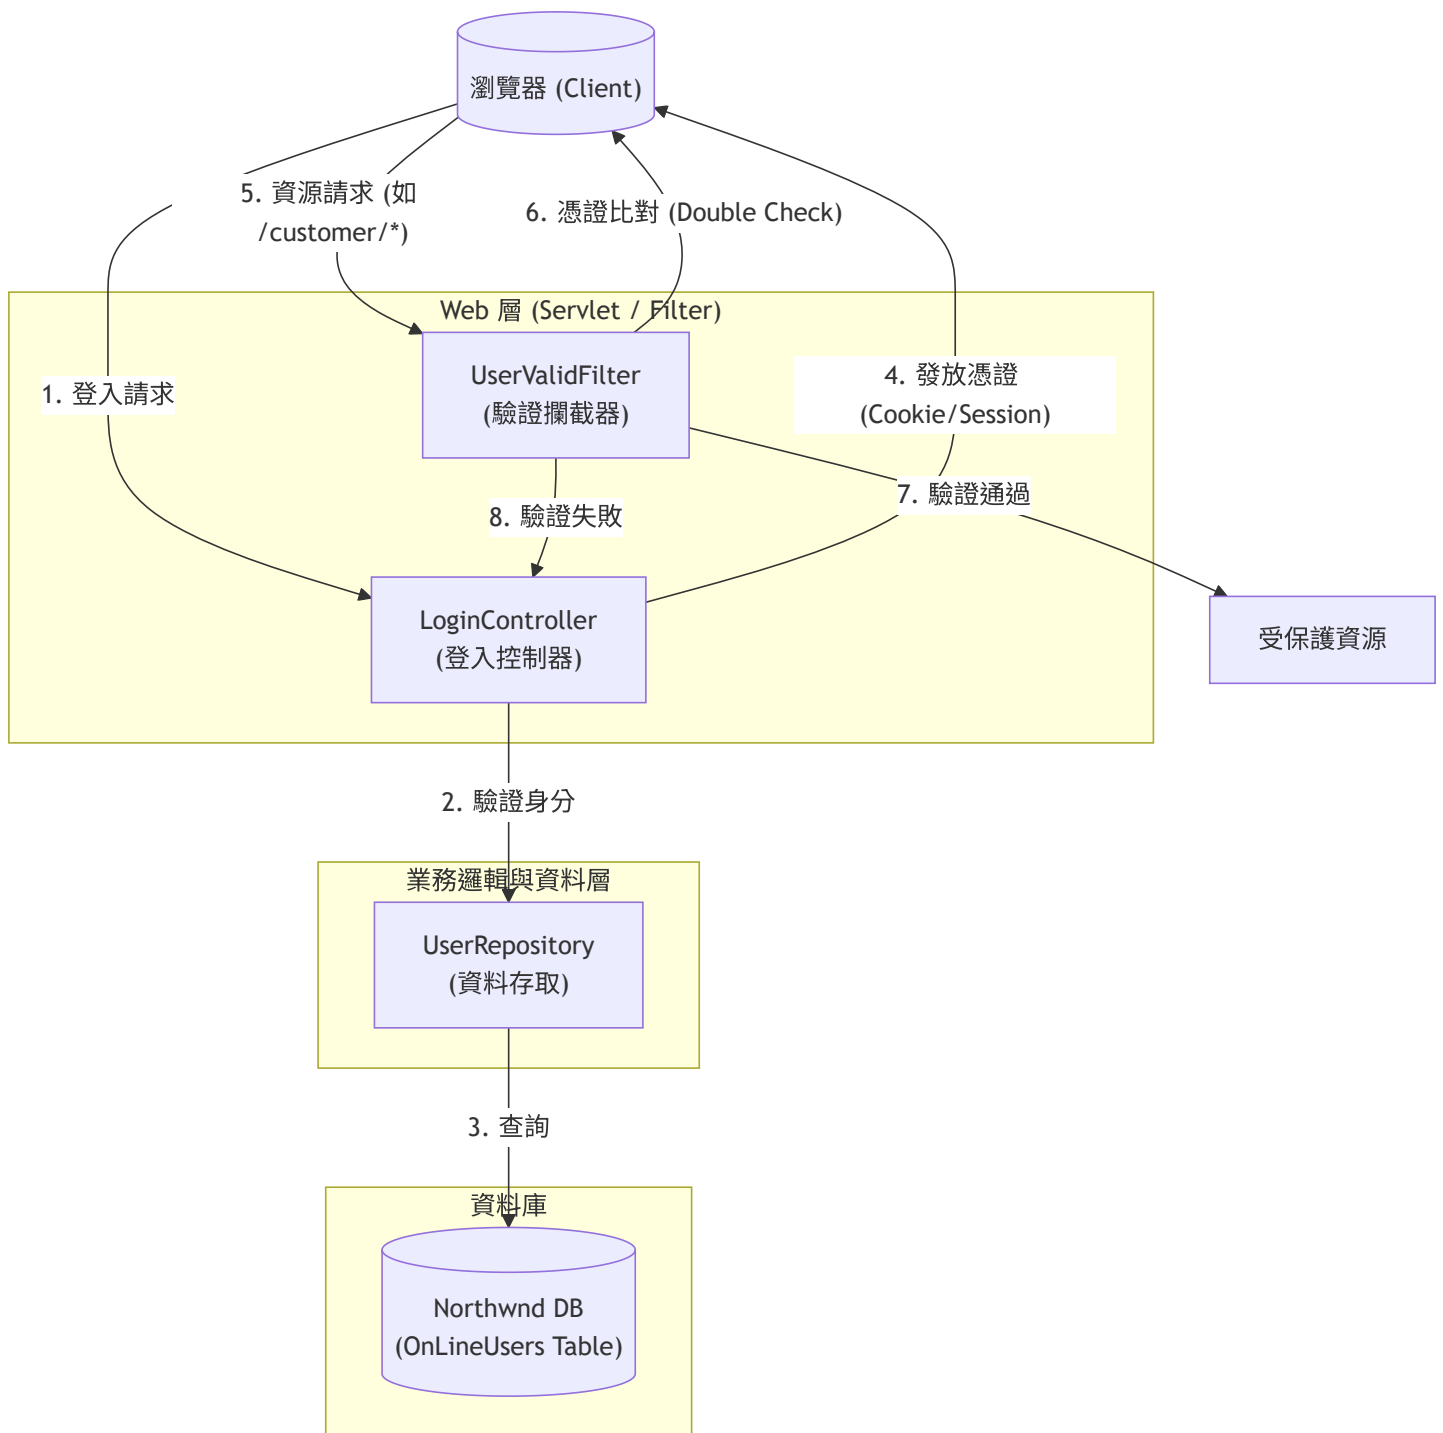 瀏覽器 (Client)
5. 資源請求 (如
/customer/*)
6. 憑證比對 (Double Check)
Web 層 (Servlet / Filter)
1. 登入請求
UserValidFilter
(驗證攔截器)
4. 發放憑證
(Cookie/Session)
7. 驗證通過
8. 驗證失敗
LoginController
(登入控制器)
受保護資源
2. 驗證身分
業務邏輯與資料層
UserRepository
(資料存取)
3. 查詢
資料庫
Northwnd DB
(OnLineUsers Table)